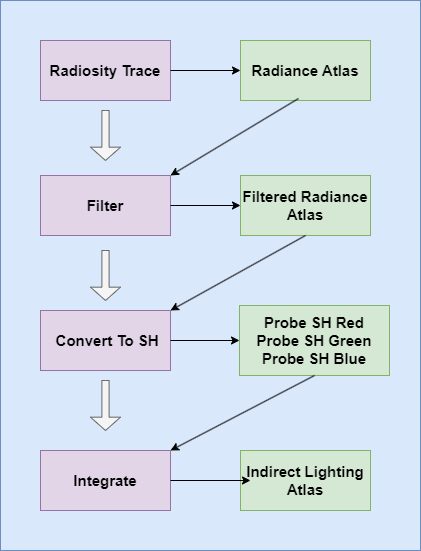 Radiosity Trace
Radiance Atlas
Filter
Filtered Radiance
Atlas
Convert To SH
Probe SH Red
Probe SH Green
Probe SH Blue
Integrate
Indirect Lighting
Atlas